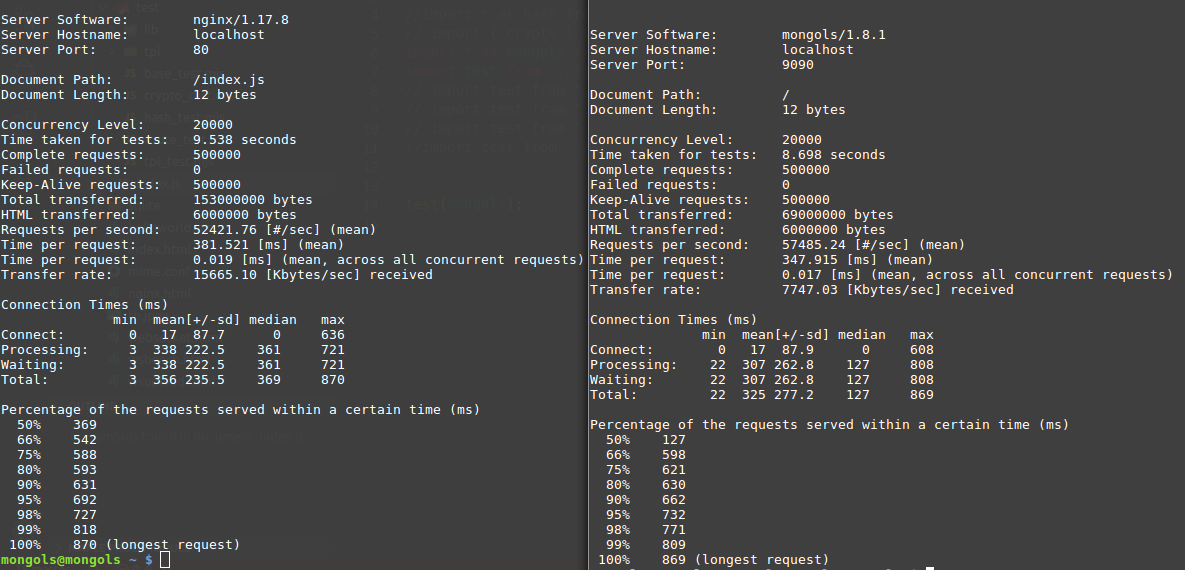 Server Software:        nginx/1.17.8
Server Hostname:        localhost
Server Port:            80
Document Path:          /index.js
Document Length:        12 bytes
Concurrency Level:      20000
Time taken for tests:   9.538 seconds
Complete requests:      500000
Failed requests:        0
Keep-Alive requests:    500000
Total transferred:      153000000 bytes
HTML transferred:       6000000 bytes
Requests per second:    52421.76 [#/sec] (mean)
Time per request:       381.521 [ms] (mean)
Time per request:       0.019 [ms] (mean, across all concurrent requests)
Transfer rate:          15665.10 [Kbytes/sec] received
Connection Times (ms)
              min  mean[+/-sd] median   max
Connect:        0   17  87.7      0     636
Processing:     3  338 222.5    361     721
Waiting:        3  338 222.5    361     721
Total:          3  356 235.5    369     870
Percentage of the requests served within a certain time (ms)
  50%    369
  66%    542
  75%    588
  80%    593
  90%    631
  95%    692
  98%    727
  99%    818
 100%    870 (longest request)
mongols@mongols ~ $
Server Software:        mongols/1.8.1
Server Hostname:        localhost
Server Port:            9090
Document Path:          /
Document Length:        12 bytes
Concurrency Level:      20000
Time taken for tests:   8.698 seconds
Complete requests:      500000
Failed requests:        0
Keep-Alive requests:    500000
Total transferred:      69000000 bytes
HTML transferred:       6000000 bytes
Requests per second:    57485.24 [#/sec] (mean)
Time per request:       347.915 [ms] (mean)
Time per request:       0.017 [ms] (mean, across all concurrent requests)
Transfer rate:          7747.03 [Kbytes/sec] received
Connection Times (ms)
              min  mean[+/-sd] median   max
Connect:        0   17  87.9      0     608
Processing:    22  307 262.8    127     808
Waiting:       22  307 262.8    127     808
Total:         22  325 277.2    127     869
Percentage of the requests served within a certain time (ms)
  50%    127
  66%    598
  75%    621
  80%    630
  90%    662
  95%    732
  98%    771
  99%    809
 100%    869 (longest request)